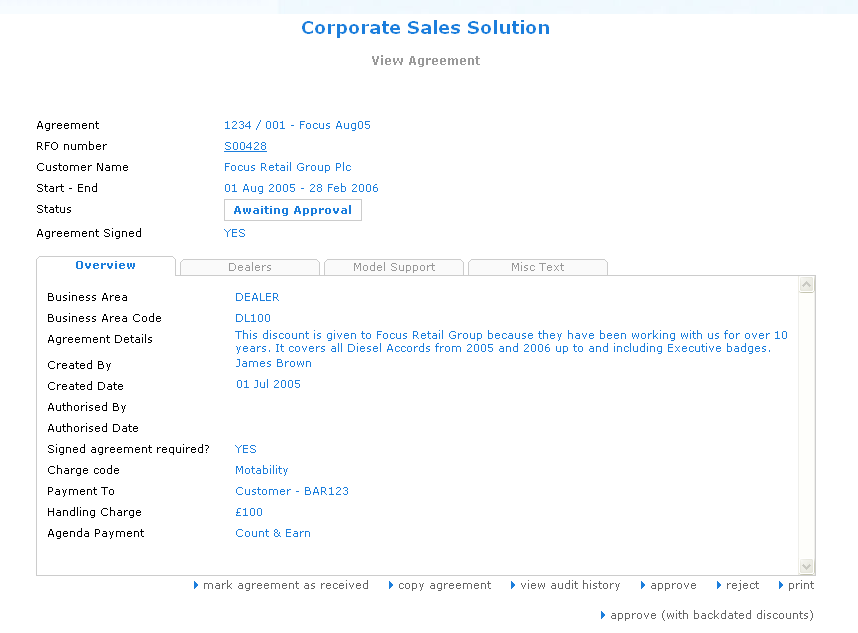 Corporate Sales Solution
View Agreement
Agreement 1234 / 001 - Focus Aug05
RFO number S00428
Customer Name Focus Retail Group Plc
Start - End 01 Aug 2005 - 28 Feb 2006
Status Awaiting Approval
Agreement Signed YES
Overview Dealers Model Support Misc Text
Business Area DEALER
Business Area Code DL100
Agreement Details This discount is given to Focus Retail Group because they have been working with us for over 10
years. It covers all Diesel Accords from 2005 and 2006 up to and including Executive badges.
Created By James Brown
Created Date 01 Jul 2005
Authorised By
Authorised Date
Signed agreement required? YES
Charge code Motability
Payment To Customer - BAR123
Handling Charge £100
Agenda Payment Count & Earn
mark agreement as received copy agreement view audit history approve reject print
approve (with backdated discounts)